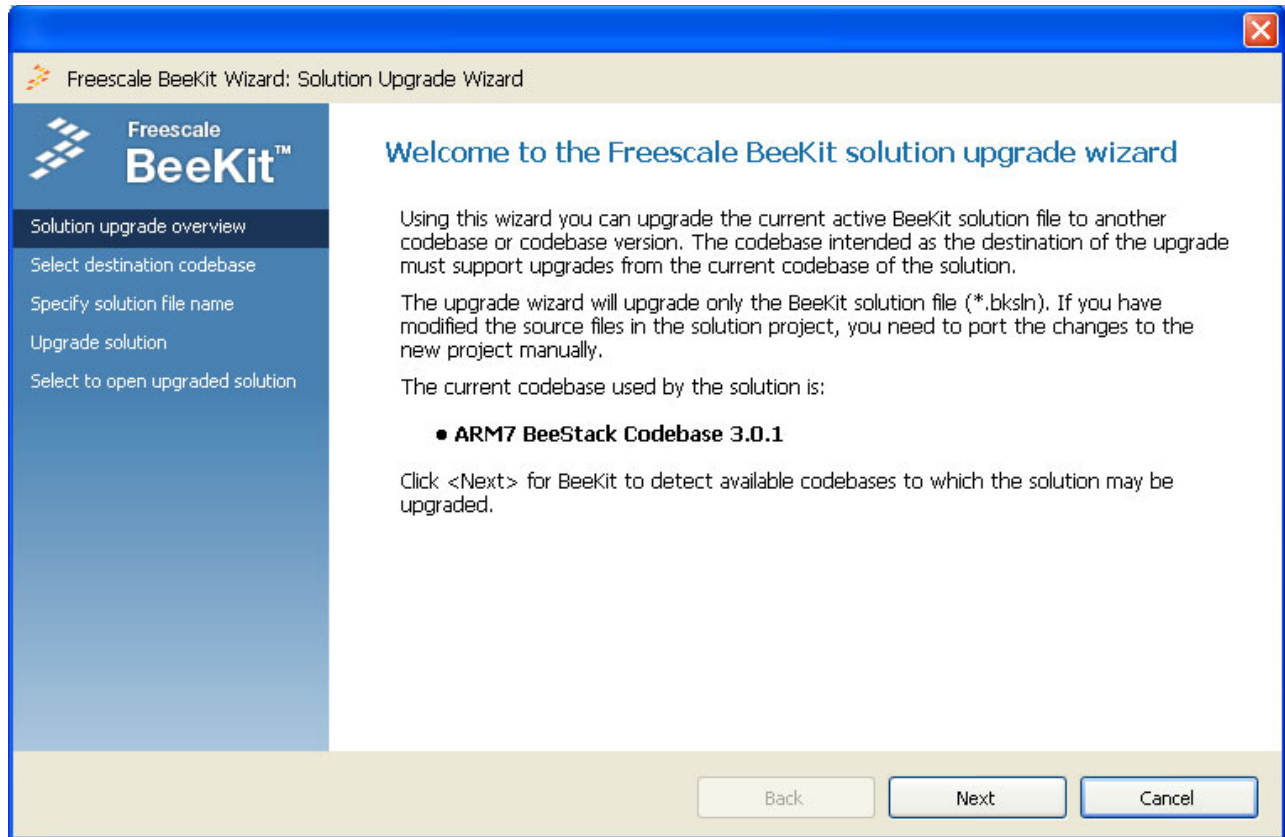 Freescale BeeKit Wizard: Solution Upgrade Wizard
Freescale
BeeKit™
Solution upgrade overview
Select destination codebase
Specify solution file name
Upgrade solution
Select to open upgraded solution
Welcome to the Freescale BeeKit solution upgrade wizard
Using this wizard you can upgrade the current active BeeKit solution file to another
codebase or codebase version. The codebase intended as the destination of the upgrade
must support upgrades from the current codebase of the solution.
The upgrade wizard will upgrade only the BeeKit solution file (*.bksln). If you have
modified the source files in the solution project, you need to port the changes to the
new project manually.
The current codebase used by the solution is:
• ARM7 BeeStack Codebase 3.0.1
Click <Next> for BeeKit to detect available codebases to which the solution may be
upgraded.
Back
Next
Cancel